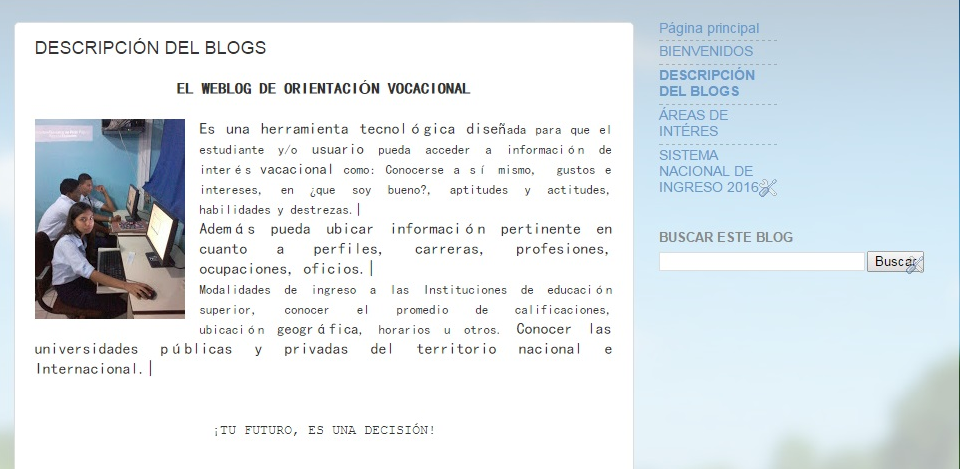 DESCRIPCIÓN DEL BLOGS
EL WEBLOG DE ORIENTACIÓN VOCACIONAL
Es una herramienta tecnológica diseñada para que el
estudiante y/o usuario pueda acceder a información de
interés vacacional como: Conocerse a sí mismo, gustos e
intereses, en ¿que soy bueno?, aptitudes y actitudes,
habilidades y destrezas.
Además pueda ubicar información pertinente en
cuanto a perfiles, carreras, profesiones,
ocupaciones, oficios.
Modalidades de ingreso a las Instituciones de educación
superior, conocer el promedio de calificaciones,
ubicación geográfica, horarios u otros. Conocer las
universidades públicas y privadas del territorio nacional e
Internacional.
¡TU FUTURO, ES UNA DECISIÓN!
Página principal
BIENVENIDOS
DESCRIPCIÓN
DEL BLOGS
ÁREAS DE
INTÉRES
SISTEMA
NACIONAL DE
INGRESO 2016
BUSCAR ESTE BLOG
Buscar